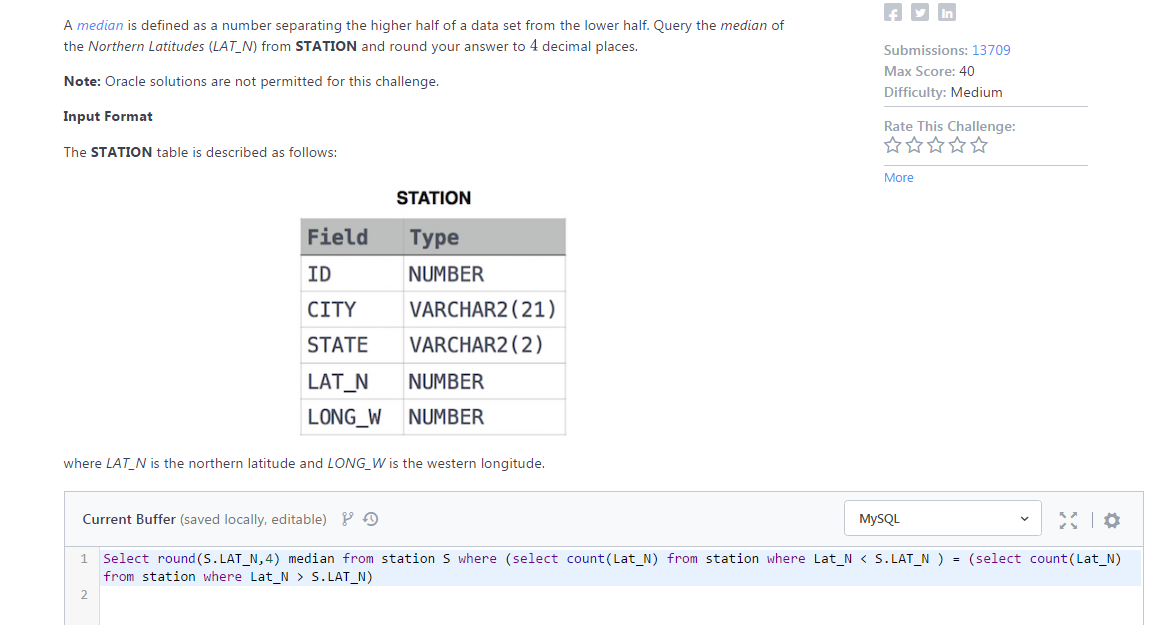 A median is defined as a number separating the higher half of a data set from the lower half. Query the median of
the Northern Latitudes (LAT_N) from STATION and round your answer to 4 decimal places.
Note: Oracle solutions are not permitted for this challenge.
Input Format
The STATION table is described as follows:
STATION
Field Type
ID NUMBER
CITY VARCHAR2(21)
STATE VARCHAR2(2)
LAT_N NUMBER
LONG_W NUMBER
where LAT_N is the northern latitude and LONG_W is the western longitude.
f in
Submissions: 13709
Max Score: 40
Difficulty: Medium
Rate This Challenge:
More
Current Buffer (saved locally, editable) MySQL
1 Select round(S.LAT_N,4) median from station S where (select count(Lat_N) from station where Lat_N < S.LAT_N ) = (select count(Lat_N)
from station where Lat_N > S.LAT_N)
2